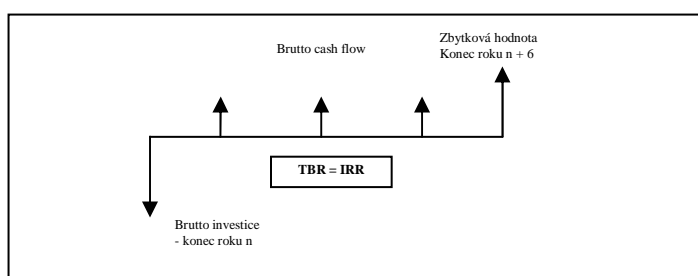 Brutto cash flow
Zbytková hodnota
Konec roku n + 6
TBR = IRR
Brutto investice
- konec roku n